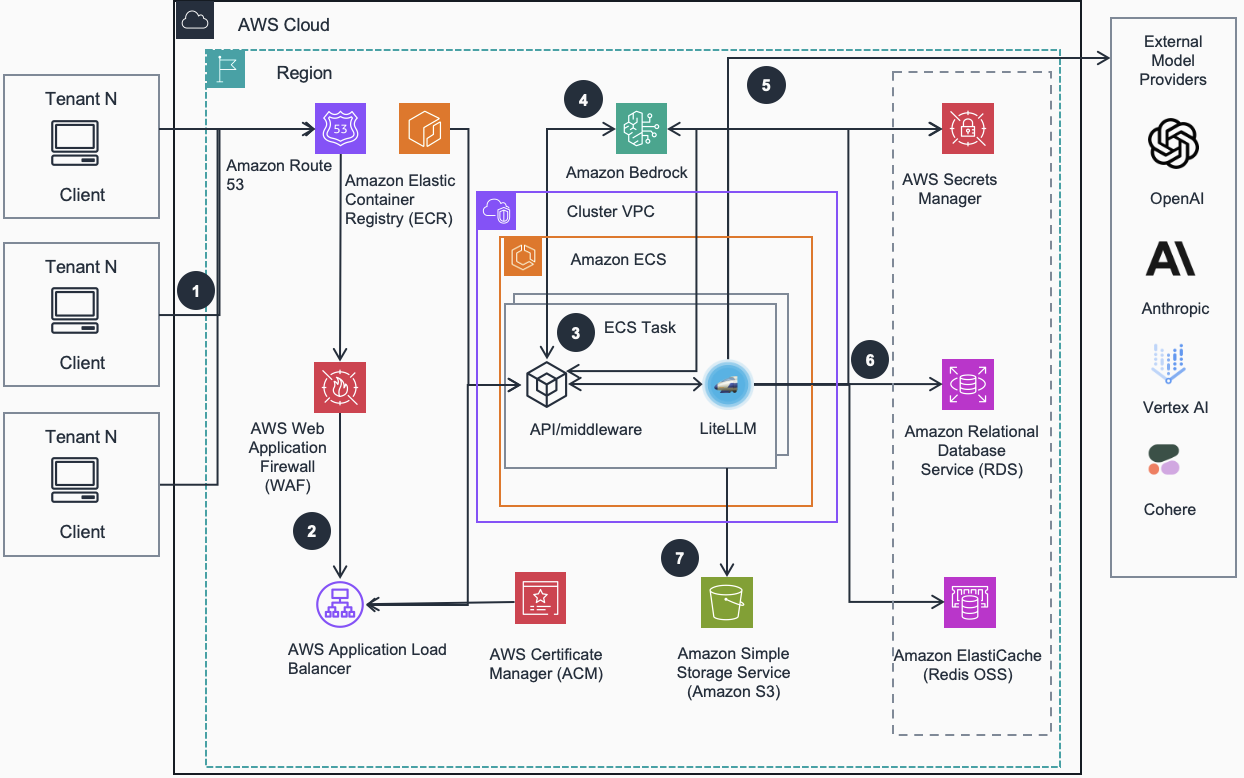 AWS Cloud
Region
Tenant N
Client
Tenant N
Client
Tenant N
Client
1
53
Amazon Route
53
Amazon Elastic
Container
Registry (ECR)
AWS Web
Application
Firewall
(WAF)
2
AWS Application Load
Balancer
AWS Certificate
Manager (ACM)
4
Amazon Bedrock
5
Cluster VPC
Amazon ECS
3
ECS Task
API/middleware
LiteLLM
6
7
Amazon Simple
Storage Service
(Amazon S3)
AWS Secrets
Manager
Amazon Relational
Database
Service (RDS)
Amazon ElastiCache
(Redis OSS)
External
Model
Providers
OpenAI
Anthropic
Vertex AI
Cohere